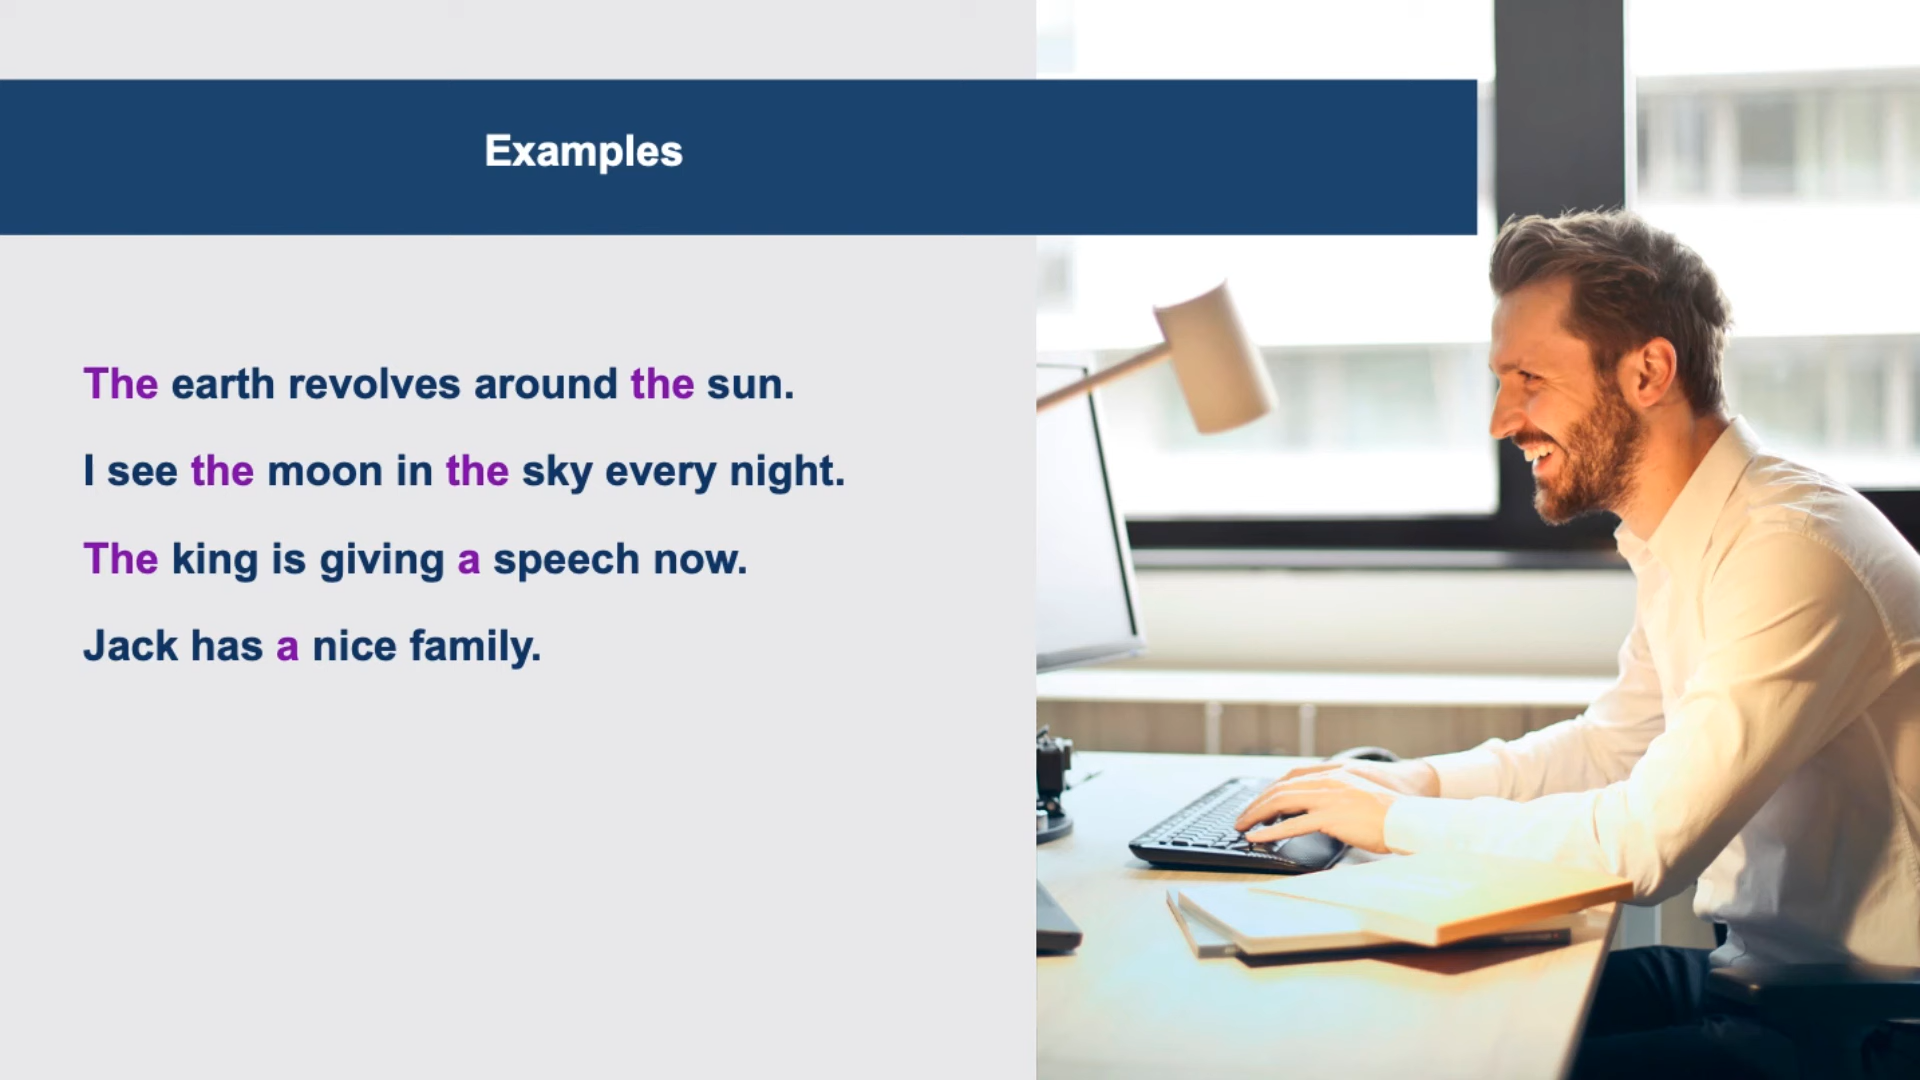 Examples
The earth revolves around the sun.
I see the moon in the sky every night.
The king is giving a speech now.
Jack has a nice family.